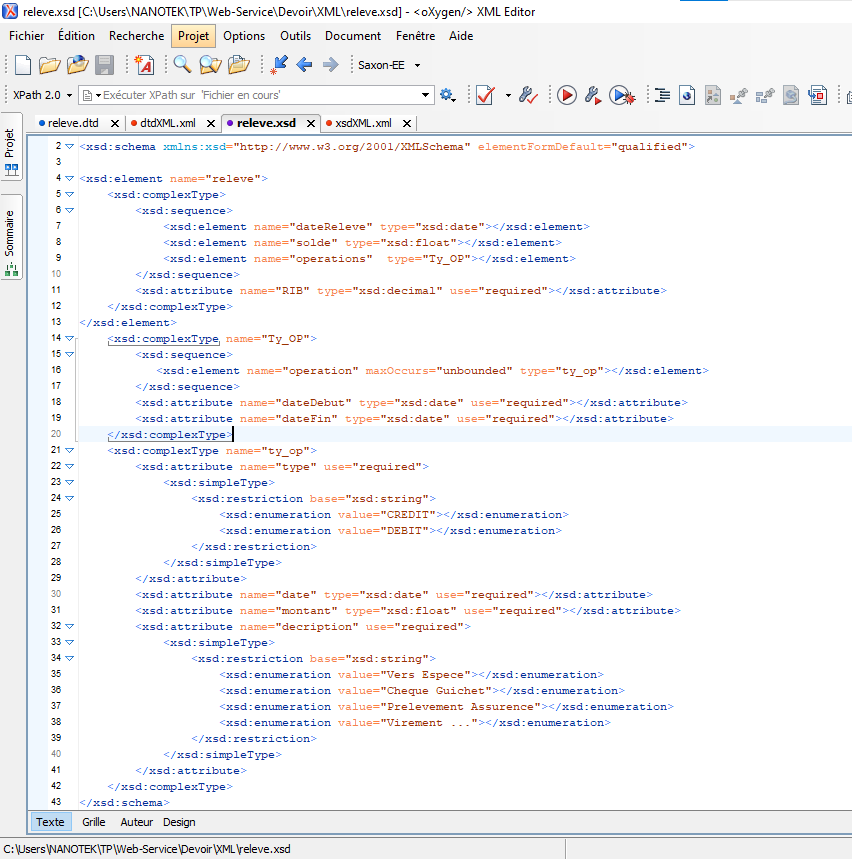 releve.xsd [C:\Users\NANOTEK\TP\Web-Service\Devoir\XML\releve.xsd] - <oXygen/> XML Editor
Fichier Édition Recherche Projet Options Outils Document Fenêtre Aide
Saxon-EE
XPath 2.0 Exécuter XPath sur 'Fichier en cours'
releve.dtd dtdXML.xml releve.xsd xsdXML.xml
Projet
Sommaire
2 <xsd:schema xmlns:xsd="http://www.w3.org/2001/XMLSchema" elementFormDefault="qualified">
3
4 <xsd:element name="releve">
5 <xsd:complexType>
6 <xsd:sequence>
7 <xsd:element name="dateReleve" type="xsd:date"></xsd:element>
8 <xsd:element name="solde" type="xsd:float"></xsd:element>
9 <xsd:element name="operations"  type="Ty_OP"></xsd:element>
10 </xsd:sequence>
11 <xsd:attribute name="RIB" type="xsd:decimal" use="required"></xsd:attribute>
12 </xsd:complexType>
13 </xsd:element>
14 <xsd:complexType name="Ty_OP">
15 <xsd:sequence>
16 <xsd:element name="operation" maxOccurs="unbounded" type="ty_op"></xsd:element>
17 </xsd:sequence>
18 <xsd:attribute name="dateDebut" type="xsd:date" use="required"></xsd:attribute>
19 <xsd:attribute name="dateFin" type="xsd:date" use="required"></xsd:attribute>
20 </xsd:complexType>
21 <xsd:complexType name="ty_op">
22 <xsd:attribute name="type" use="required">
23 <xsd:simpleType>
24 <xsd:restriction base="xsd:string">
25 <xsd:enumeration value="CREDIT"></xsd:enumeration>
26 <xsd:enumeration value="DEBIT"></xsd:enumeration>
27 </xsd:restriction>
28 </xsd:simpleType>
29 </xsd:attribute>
30 <xsd:attribute name="date" type="xsd:date" use="required"></xsd:attribute>
31 <xsd:attribute name="montant" type="xsd:float" use="required"></xsd:attribute>
32 <xsd:attribute name="decription" use="required">
33 <xsd:simpleType>
34 <xsd:restriction base="xsd:string">
35 <xsd:enumeration value="Vers Espece"></xsd:enumeration>
36 <xsd:enumeration value="Cheque Guichet"></xsd:enumeration>
37 <xsd:enumeration value="Prelevement Assurence"></xsd:enumeration>
38 <xsd:enumeration value="Virement ..."></xsd:enumeration>
39 </xsd:restriction>
40 </xsd:simpleType>
41 </xsd:attribute>
42 </xsd:complexType>
43 </xsd:schema>
Texte Grille Auteur Design
C:\Users\NANOTEK\TP\Web-Service\Devoir\XML\releve.xsd